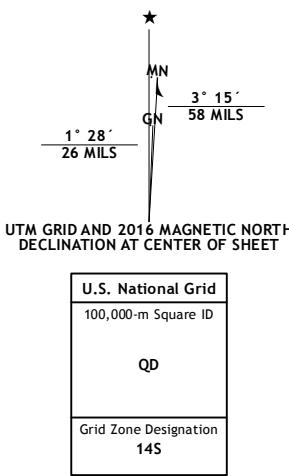 ★
MN
3° 15´
GN
58 MILS
1° 28´
26 MILS
UTM GRID AND 2016 MAGNETIC NORTH
DECLINATION AT CENTER OF SHEET
U.S. National Grid
100,000-m Square ID
QD
Grid Zone Designation
14S